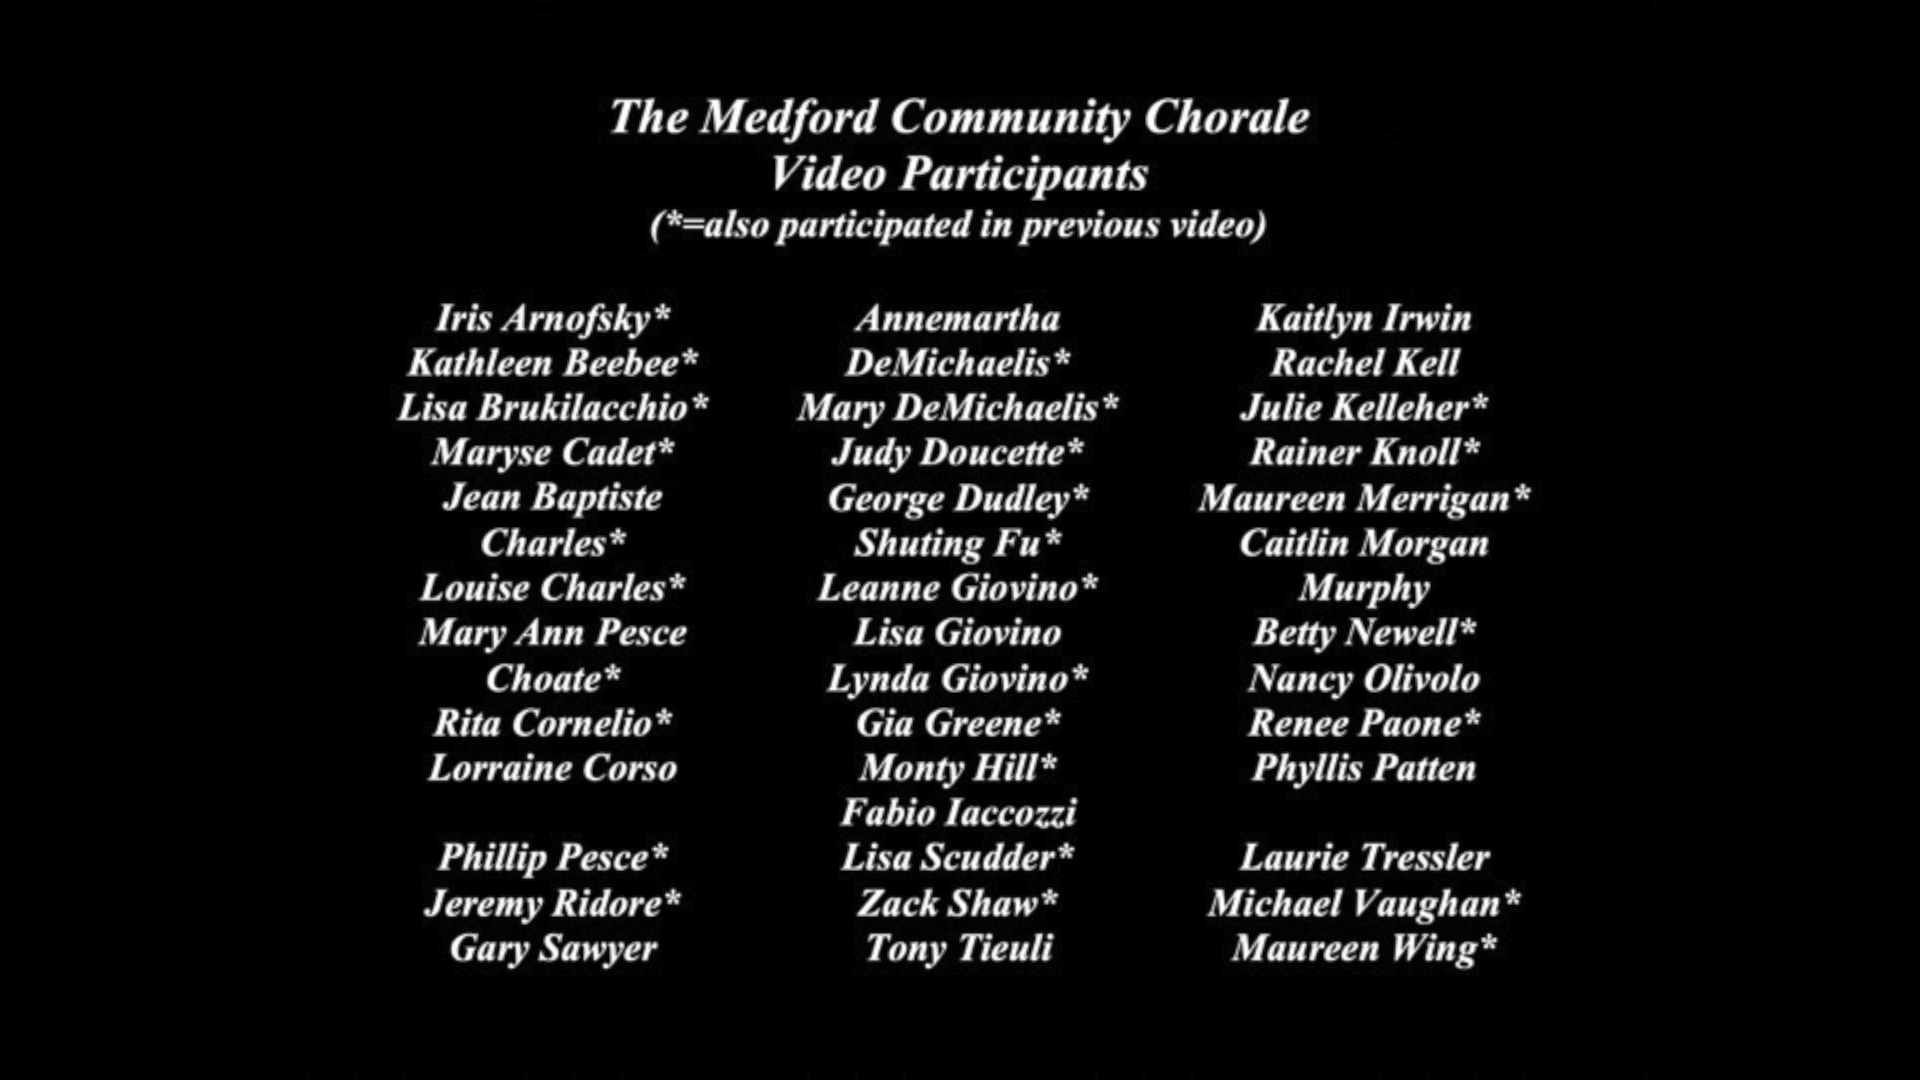 The Medford Community Chorale
Video Participants
(*=also participated in previous video)
Iris Arnofsky*
Kathleen Beebee*
Lisa Brukilacchio*
Maryse Cadet*
Jean Baptiste
Charles*
Louise Charles*
Mary Ann Pesce
Choate*
Rita Cornelio*
Lorraine Corso
Phillip Pesce*
Jeremy Ridore*
Gary Sawyer
Annemartha
DeMichaelis*
Mary DeMichaelis*
Judy Doucette*
George Dudley*
Shuting Fu*
Leanne Giovino*
Lisa Giovino
Lynda Giovino*
Gia Greene*
Monty Hill*
Fabio Iaccozzi
Lisa Scudder*
Zack Shaw*
Tony Tieuli
Kaitlyn Irwin
Rachel Kell
Julie Kelleher*
Rainer Knoll*
Maureen Merrigan*
Caitlin Morgan
Murphy
Betty Newell*
Nancy Olivolo
Renee Paone*
Phyllis Patten
Laurie Tressler
Michael Vaughan*
Maureen Wing*